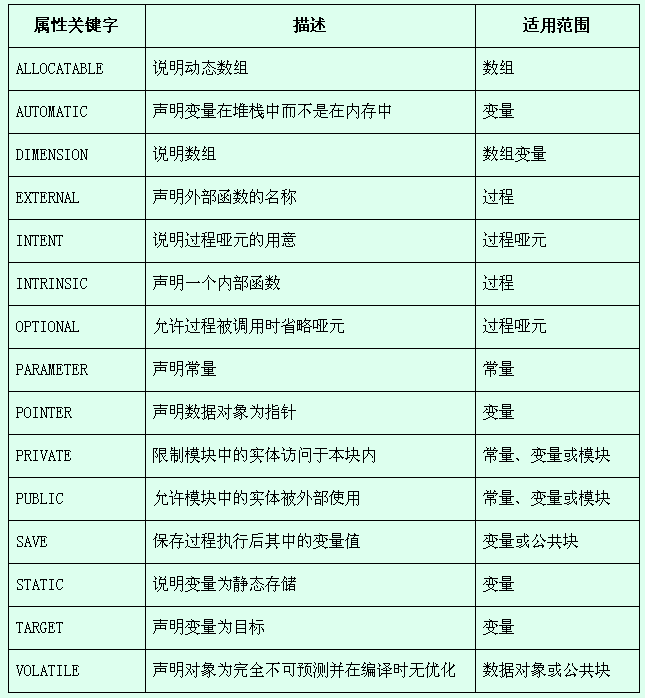 属性关键字 描述 适用范围
ALLOCATABLE 说明动态数组 数组
AUTOMATIC 声明变量在堆栈中而不是在内存中 变量
DIMENSION 说明数组 数组变量
EXTERNAL 声明外部函数的名称 过程
INTENT 说明过程哑元的用意 过程哑元
INTRINSIC 声明一个内部函数 过程
OPTIONAL 允许过程被调用时省略哑元 过程哑元
PARAMETER 声明常量 常量
POINTER 声明数据对象为指针 变量
PRIVATE 限制模块中的实体访问于本块内 常量、变量或模块
PUBLIC 允许模块中的实体被外部使用 常量、变量或模块
SAVE 保存过程执行后其中的变量值 变量或公共块
STATIC 说明变量为静态存储 变量
TARGET 声明变量为目标 变量
VOLATILE 声明对象为完全不可预测并在编译时无优化 数据对象或公共块